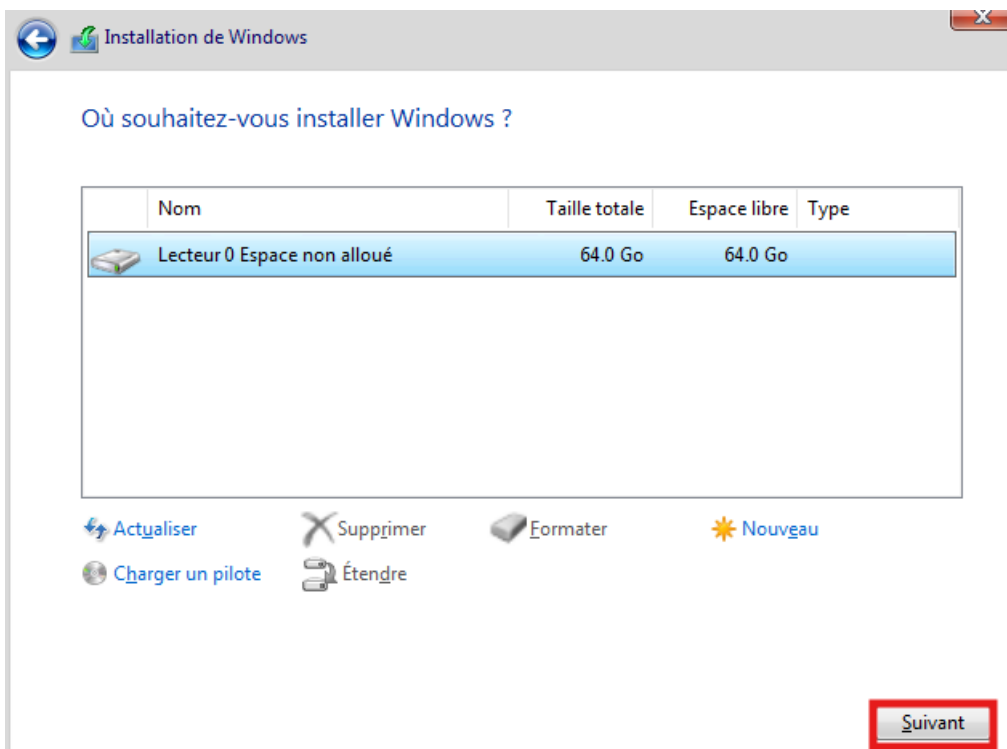 Installation de Windows
Où souhaitez-vous installer Windows ?
Nom Taille totale Espace libre Type
Lecteur 0 Espace non alloué 64.0 Go 64.0 Go
Actualiser Supprimer Formater Nouveau
Charger un pilote Étendre
Suivant